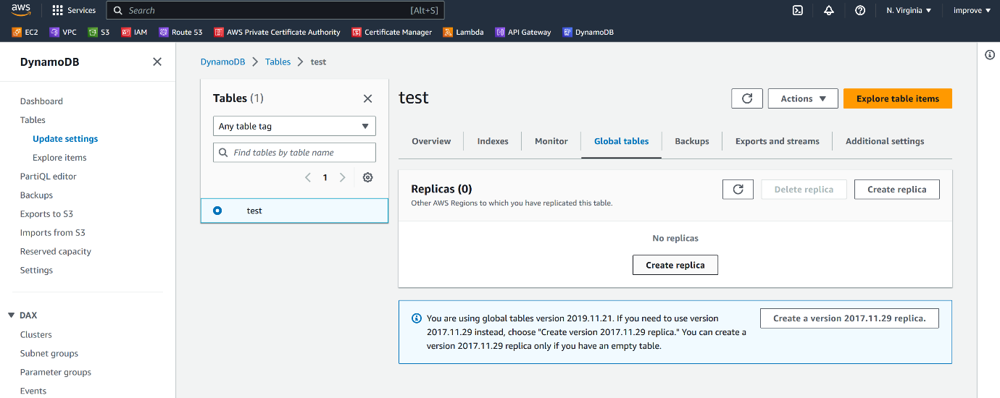 aws
Services
Search
[Alt+S]
N. Virginia
improve
EC2
VPC
S3
IAM
Route 53
AWS Private Certificate Authority
Certificate Manager
Lambda
API Gateway
DynamoDB
DynamoDB
Dashboard
Tables
Update settings
Explore items
PartiQL editor
Backups
Exports to S3
Imports from S3
Reserved capacity
Settings
DAX
Clusters
Subnet groups
Parameter groups
Events
DynamoDB
Tables
test
Tables (1)
Any table tag
Find tables by table name
1
test
test
Actions
Explore table items
Overview
Indexes
Monitor
Global tables
Backups
Exports and streams
Additional settings
Replicas (0)
Other AWS Regions to which you have replicated this table.
Delete replica
Create replica
No replicas
Create replica
You are using global tables version 2019.11.21. If you need to use version
2017.11.29 instead, choose "Create version 2017.11.29 replica." You can create a
version 2017.11.29 replica only if you have an empty table.
Create a version 2017.11.29 replica.